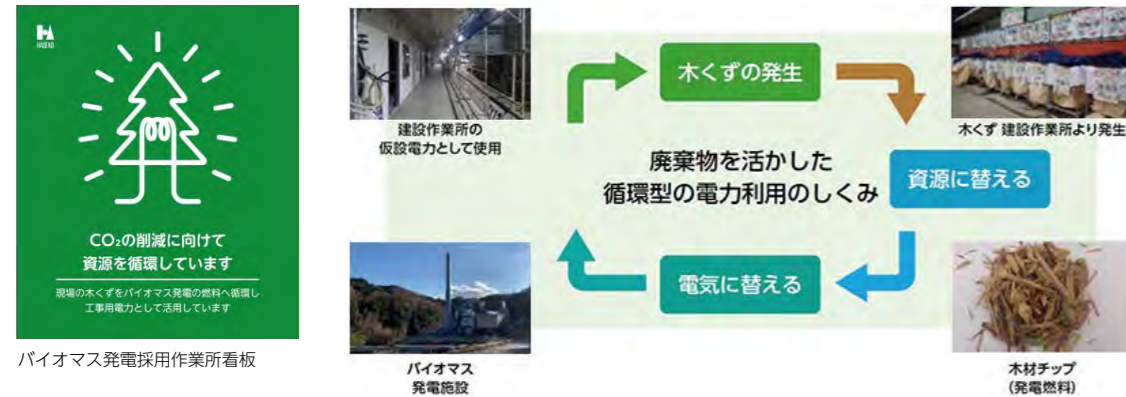 HASEKO
CO₂の削減に向けて
資源を循環しています
現場の木くずをバイオマス発電の燃料へ循環し
工事用電力として活用しています
バイオマス発電採用作業所看板
建設作業所の
仮設電力として使用
木くずの発生
木くず 建設作業所より発生
廃棄物を活かした
循環型の電力利用のしくみ
資源に替える
電気に替える
バイオマス
発電施設
木材チップ
(発電燃料)